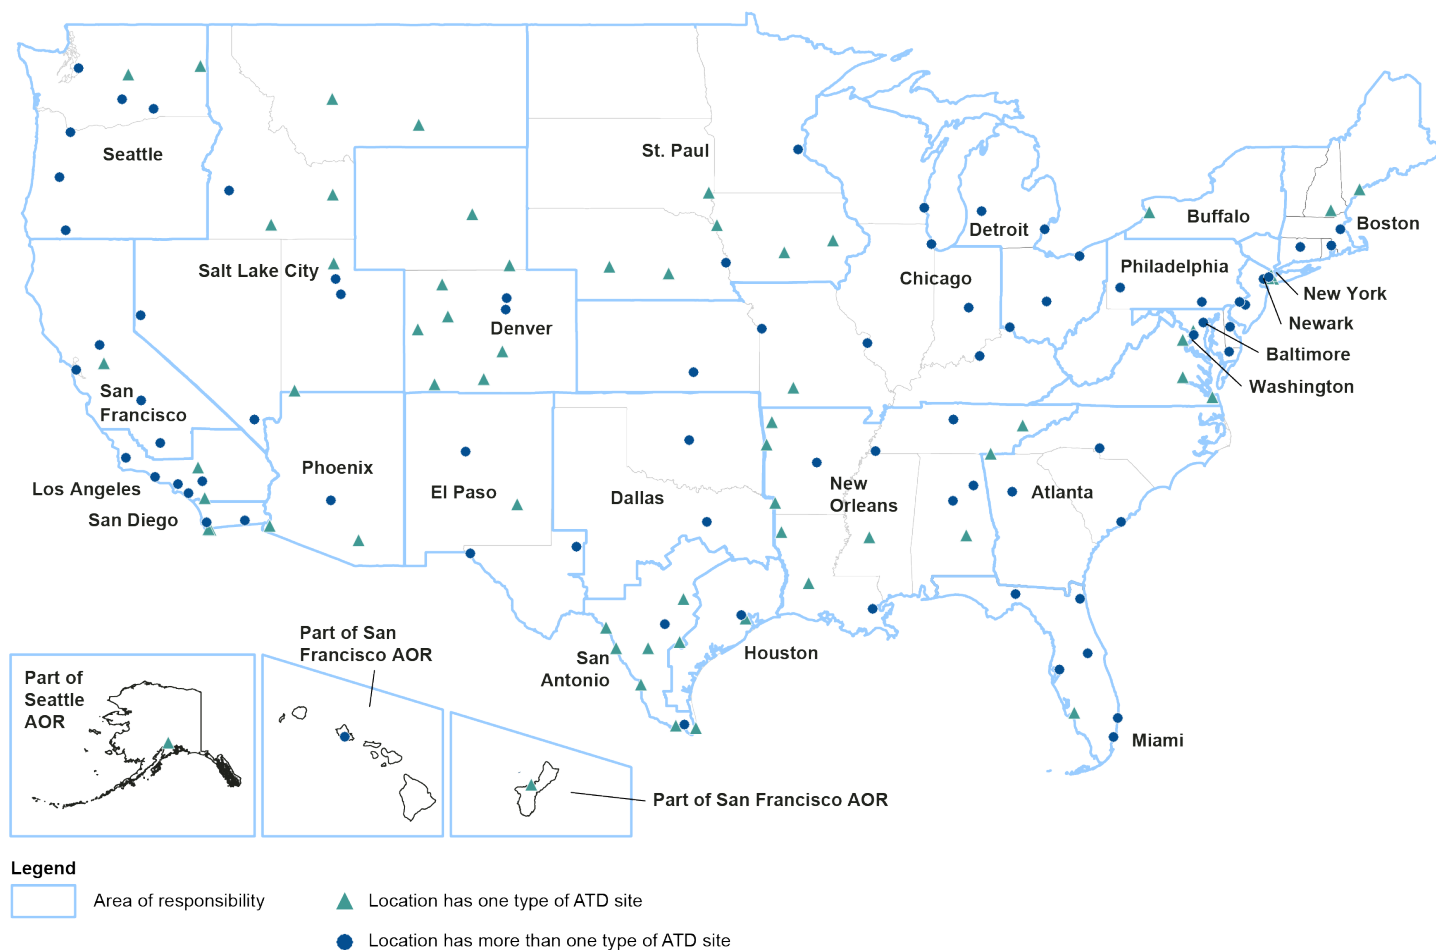 Seattle
St. Paul
Buffalo
Boston
Detroit
Salt Lake City
Chicago
Philadelphia
New York
Denver
Newark
Baltimore
Washington
San
Francisco
Phoenix
Los Angeles
El Paso
Dallas
New
Orleans
Atlanta
San Diego
Part of San
Francisco AOR
Houston
San
Antonio
Part of
Seattle
AOR
Miami
Part of San Francisco AOR
Legend
Area of responsibility
Location has one type of ATD site
Location has more than one type of ATD site